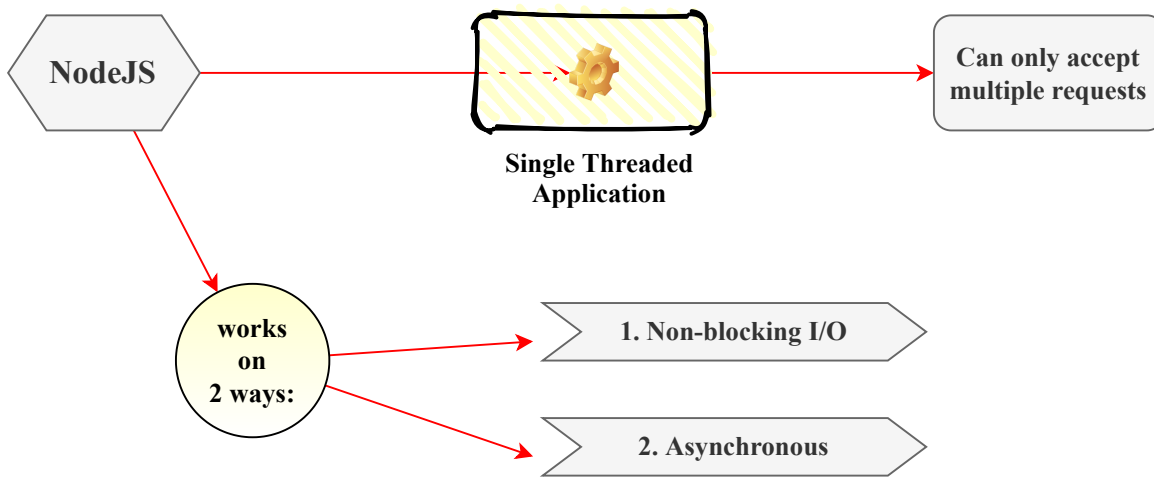 NodeJS
Can only accept
multiple requests
Single Threaded
Application
works
on
2 ways:
1. Non-blocking I/O
2. Asynchronous